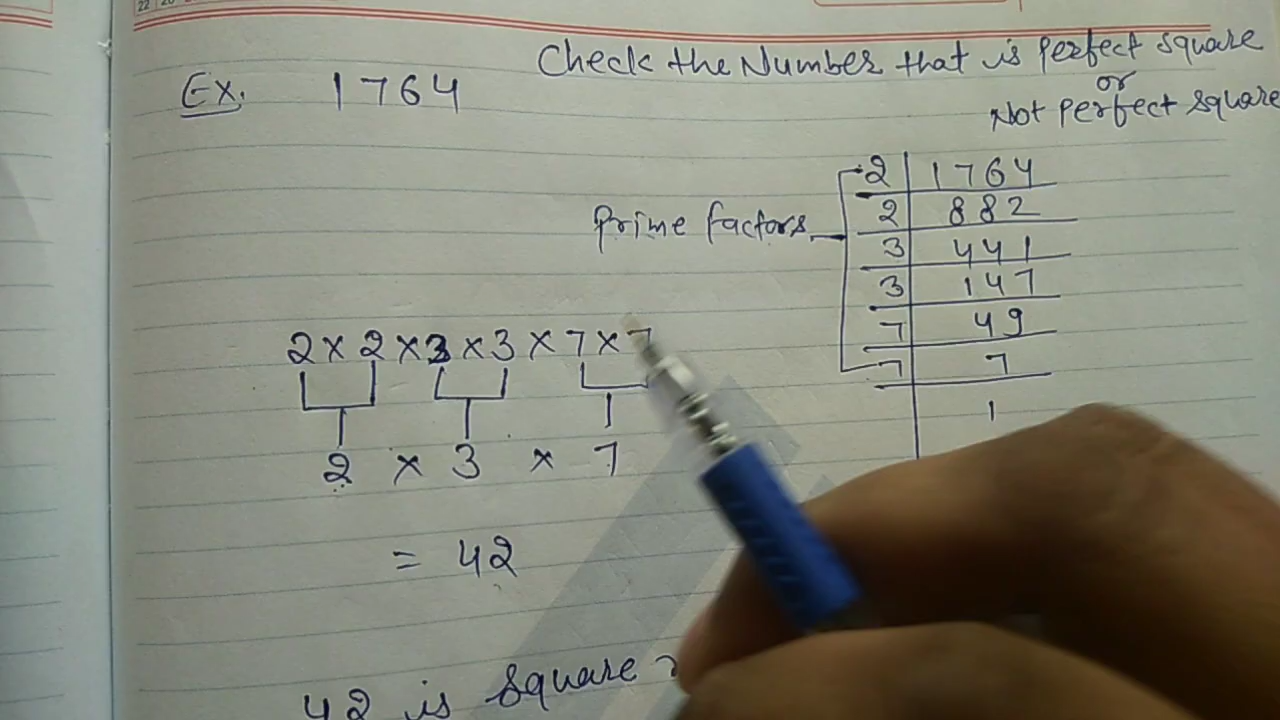 22 20
Check the Number that is perfect square
or
Not perfect square
Ex. 1764
2 1764
2 882
Prime factors
3 441
3 147
7 49
7 7
1
2 × 2 × 3 × 3 × 7 × 7
2 × 3 × 7
= 42
42 is square